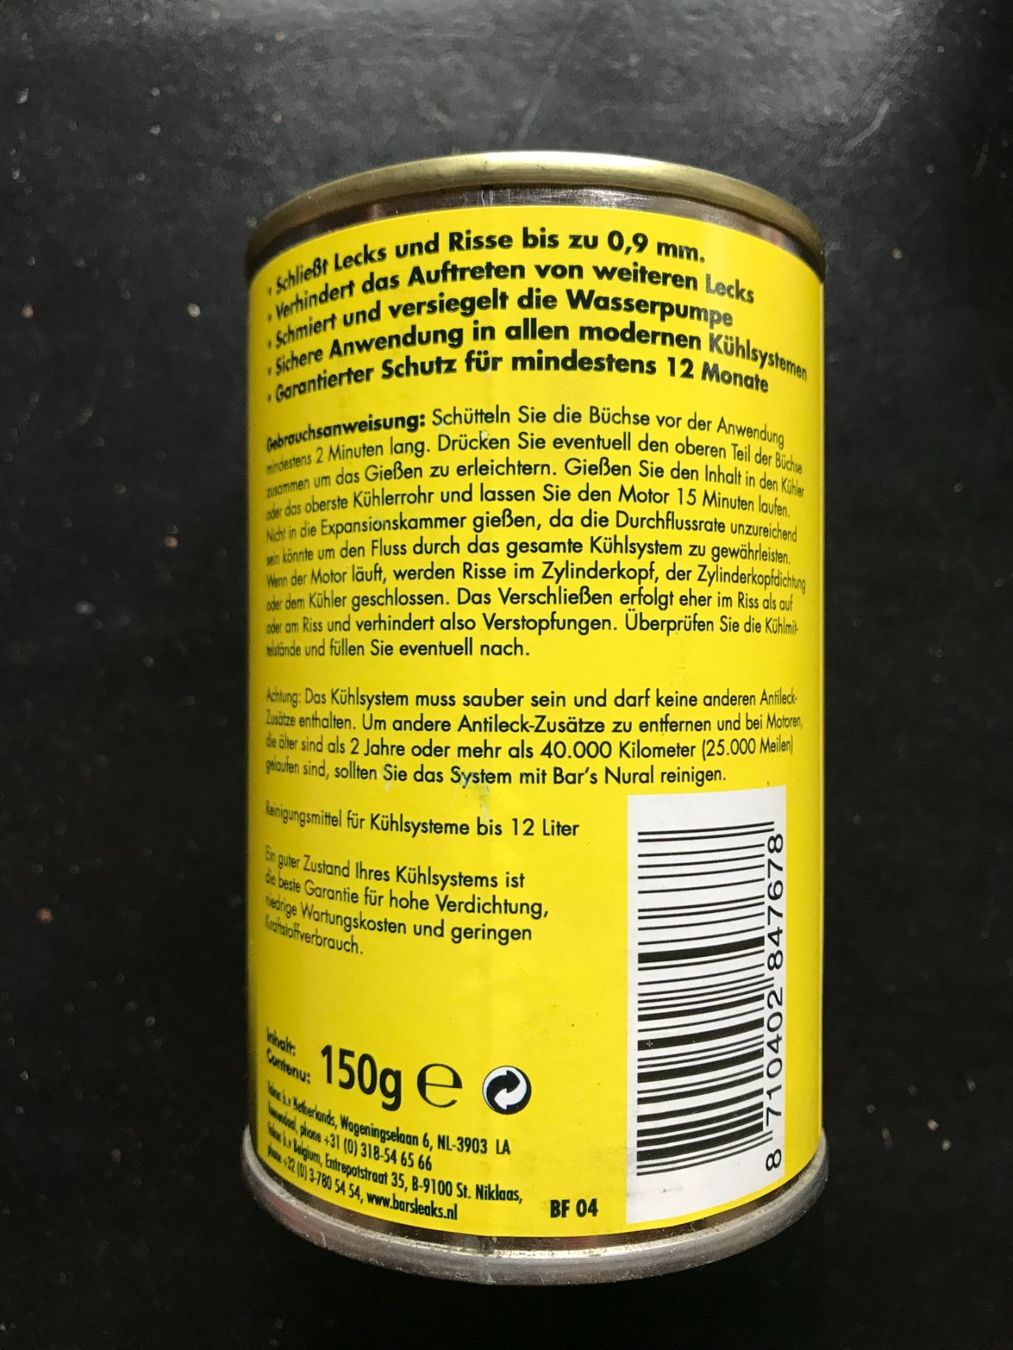 • Schließt Lecks und Risse bis zu 0,9 mm.
• Verhindert das Auftreten von weiteren Lecks
• Schmiert und versiegelt die Wasserpumpe
• Sichere Anwendung in allen modernen Kühlsystemen
• Garantierter Schutz für mindestens 12 Monate
Gebrauchsanweisung: Schütteln Sie die Büchse vor der Anwendung
mindestens 2 Minuten lang. Drücken Sie eventuell den oberen Teil der Büchse
zusammen um das Gießen zu erleichtern. Gießen Sie den Inhalt in den Kühler
oder das oberste Kühlerrohr und lassen Sie den Motor 15 Minuten laufen.
Nicht in die Expansionskammer gießen, da die Durchflussrate unzureichend
sein könnte um den Fluss durch das gesamte Kühlsystem zu gewährleisten.
Wenn der Motor läuft, werden Risse im Zylinderkopf, der Zylinderkopfdichtung
oder dem Kühler geschlossen. Das Verschließen erfolgt eher im Riss als auf
oder am Riss und verhindert also Verstopfungen. Überprüfen Sie die Kühlmit-
telstände und füllen Sie eventuell nach.
Achtung: Das Kühlsystem muss sauber sein und darf keine anderen Antileck-
Zusätze enthalten. Um andere Antileck-Zusätze zu entfernen und bei Motoren,
die älter sind als 2 Jahre oder mehr als 40.000 Kilometer (25.000 Meilen)
gelaufen sind, sollten Sie das System mit Bar's Nural reinigen.
Reinigungsmittel für Kühlsysteme bis 12 Liter
Ein guter Zustand Ihres Kühlsystems ist
die beste Garantie für hohe Verdichtung,
niedrige Wartungskosten und geringen
Kraftstoffverbrauch.
Inhalt:
Contenu: 150g ℮
b.v Netherlands, Wageningselaan 6, NL-3903 LA
Veenendaal, phone +31 (0) 318-54 65 66
b.v Belgium, Entrepotstraat 35, B-9100 St. Niklaas,
phone +32 (0) 3-780 54 54, www.barsleaks.nl
BF 04
8 710402 847678